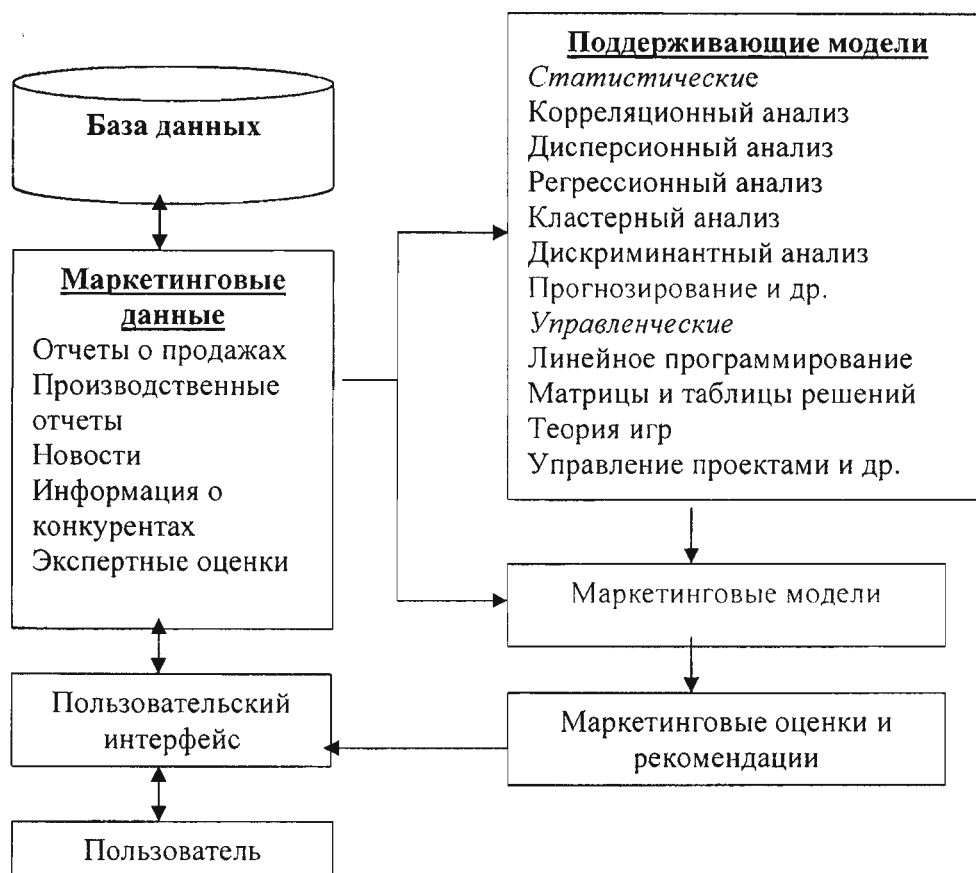 База данных
Маркетинговые
данные
Отчеты о продажах
Производственные
отчеты
Новости
Информация о
конкурентах
Экспертные оценки
Пользовательский
интерфейс
Пользователь
Поддерживающие модели
Статистические
Корреляционный анализ
Дисперсионный анализ
Регрессионный анализ
Кластерный анализ
Дискриминантный анализ
Прогнозирование и др.
Управленческие
Линейное программирование
Матрицы и таблицы решений
Теория игр
Управление проектами и др.
Маркетинговые модели
Маркетинговые оценки и
рекомендации